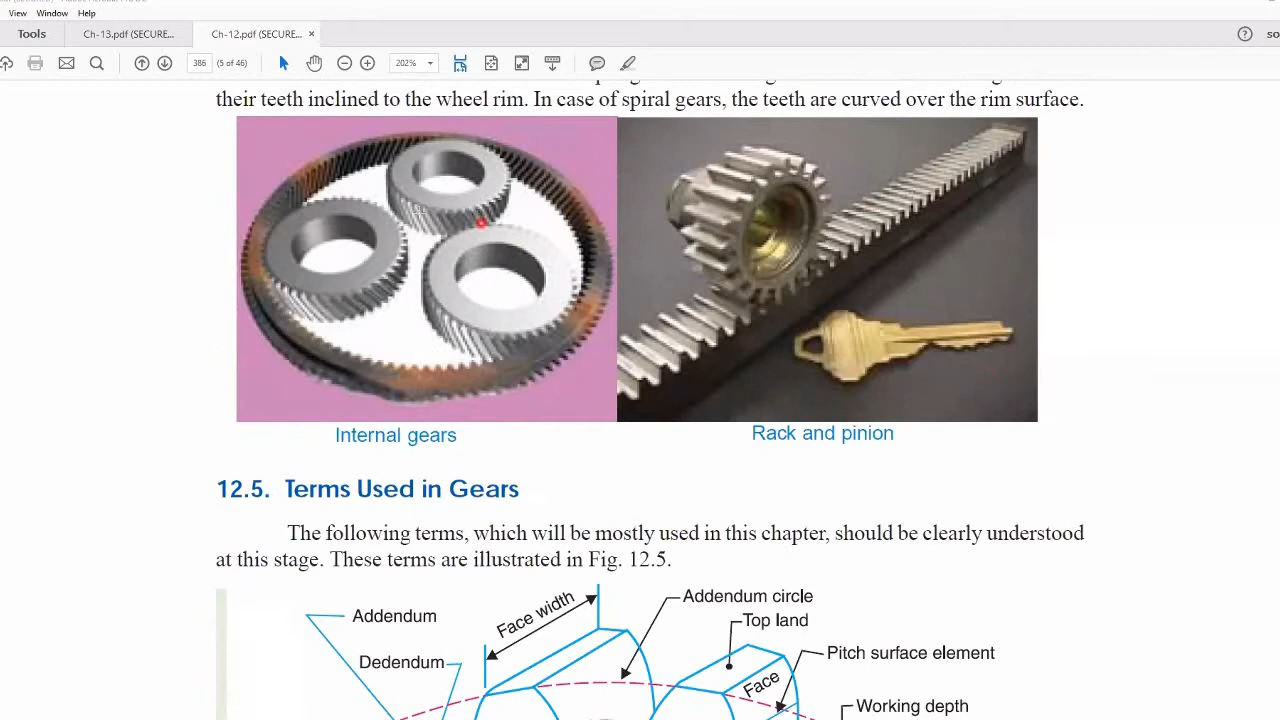 View Window Help
Tools Ch-13.pdf (SECURE... Ch-12.pdf (SECURE... ×
386 (5 of 46) 202%
their teeth inclined to the wheel rim. In case of spiral gears, the teeth are curved over the rim surface.
Internal gears
Rack and pinion
12.5. Terms Used in Gears
The following terms, which will be mostly used in this chapter, should be clearly understood
at this stage. These terms are illustrated in Fig. 12.5.
Face width
Addendum circle
Addendum
Top land
Pitch surface element
Dedendum
Face
Working depth